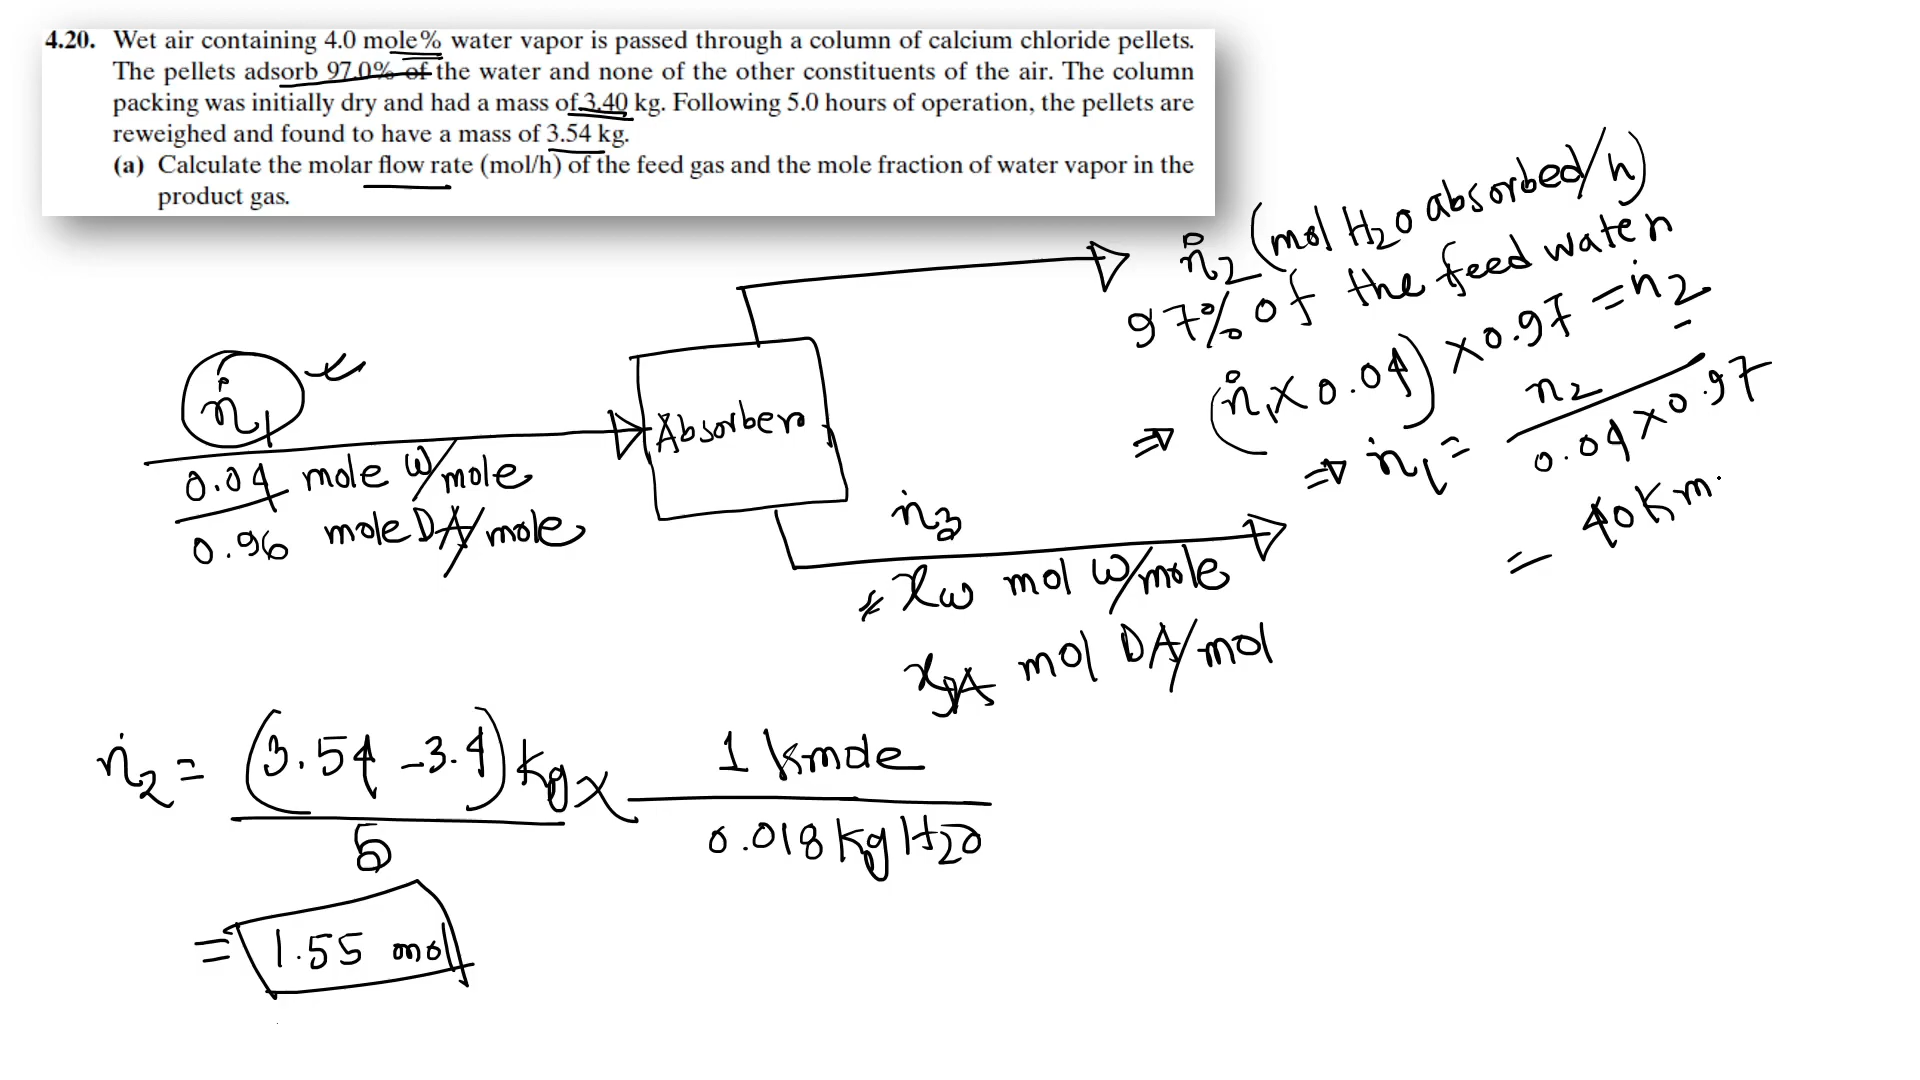 4.20. Wet air containing 4.0 mole% water vapor is passed through a column of calcium chloride pellets.
The pellets adsorb 97.0% of the water and none of the other constituents of the air. The column
packing was initially dry and had a mass of 3.40 kg. Following 5.0 hours of operation, the pellets are
reweighed and found to have a mass of 3.54 kg.
(a) Calculate the molar flow rate (mol/h) of the feed gas and the mole fraction of water vapor in the
product gas.
ṅ2 (mol H2O absorbed/h)
97% of the feed water
⇒ (ṅ1 × 0.04) × 0.97 = ṅ2
⇒ ṅ1 = n2 / 0.04 × 0.97
= 40 Km.
ṅ1
0.04 mole W/mole
0.96 mole DA/mole
Absorber
ṅ3
xw mol W/mole
xDA mol DA/mol
ṅ2 = (3.54 - 3.4) kg / 5 × 1 kmole / 0.018 kg H2O
= 1.55 mol